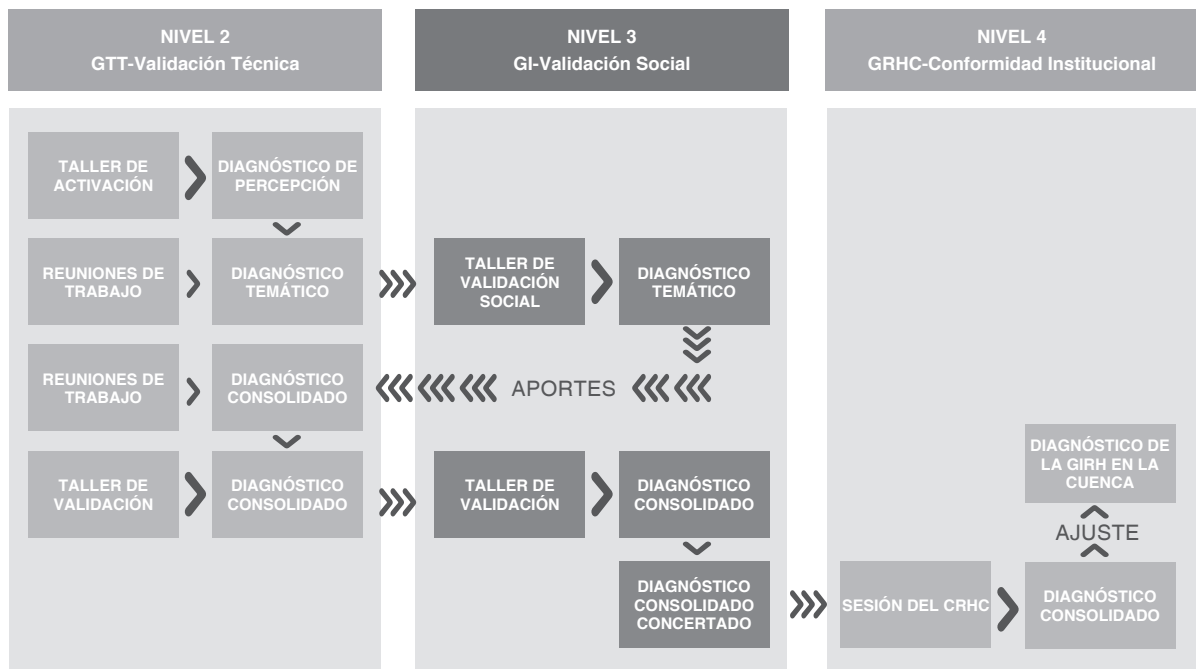 NIVEL 2
GTT-Validación Técnica
NIVEL 3
GI-Validación Social
NIVEL 4
GRHC-Conformidad Institucional
TALLER DE
ACTIVACIÓN
DIAGNÓSTICO DE
PERCEPCIÓN
REUNIONES DE
TRABAJO
DIAGNÓSTICO
TEMÁTICO
TALLER DE
VALIDACIÓN
SOCIAL
DIAGNÓSTICO
TEMÁTICO
REUNIONES DE
TRABAJO
DIAGNÓSTICO
CONSOLIDADO
APORTES
TALLER DE
VALIDACIÓN
DIAGNÓSTICO
CONSOLIDADO
TALLER DE
VALIDACIÓN
DIAGNÓSTICO
CONSOLIDADO
DIAGNÓSTICO
CONSOLIDADO
CONCERTADO
SESIÓN DEL CRHC
DIAGNÓSTICO
CONSOLIDADO
AJUSTE
DIAGNÓSTICO DE
LA GIRH EN LA
CUENCA